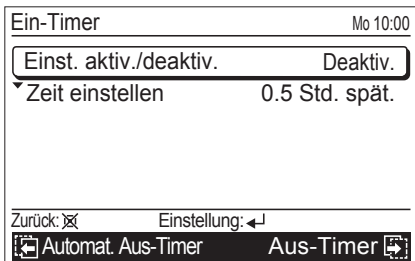 Ein-Timer Mo 10:00
Einst. aktiv./deaktiv. Deaktiv.
Zeit einstellen 0.5 Std. spät.
Zurück: Einstellung:
Automat. Aus-Timer Aus-Timer